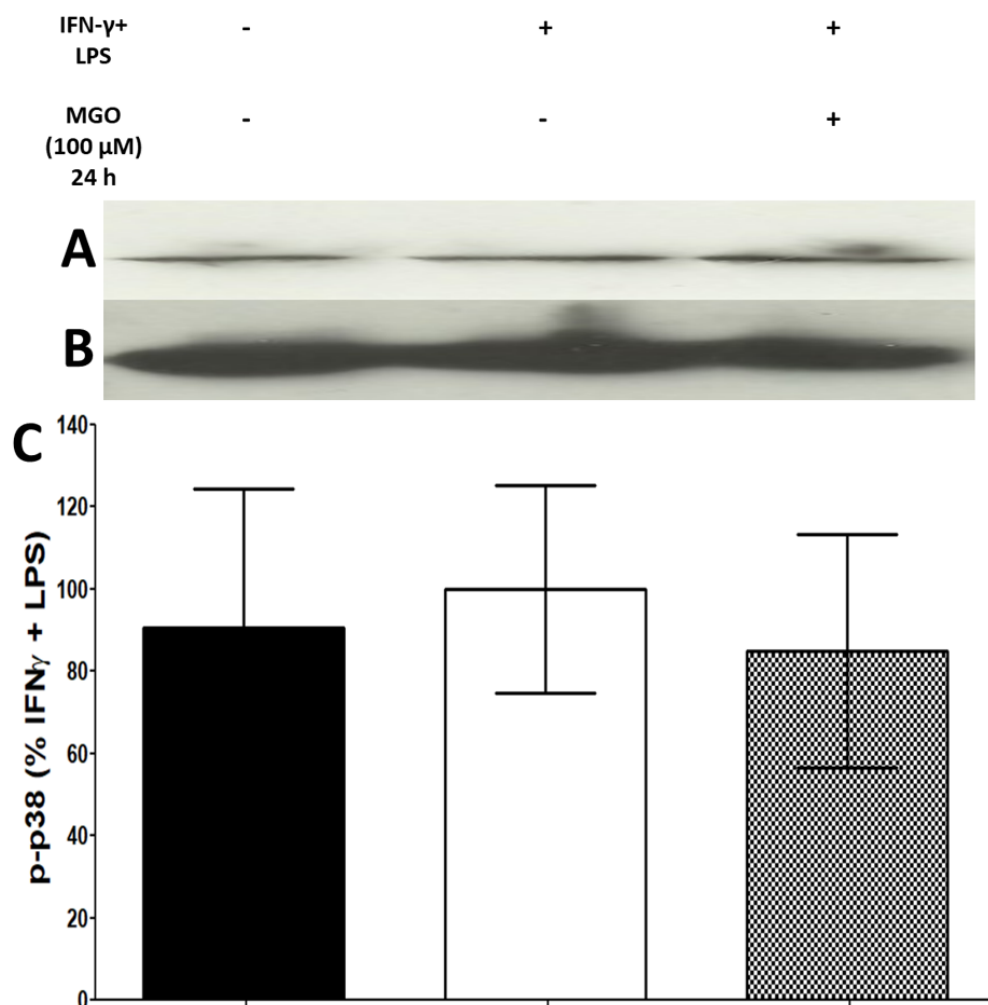 IFN-γ+ - + +
LPS
MGO - - +
(100 µM)
24 h
A
B
C
p-p38 (% IFNγ + LPS)
140
120
100
80
60
40
20
0